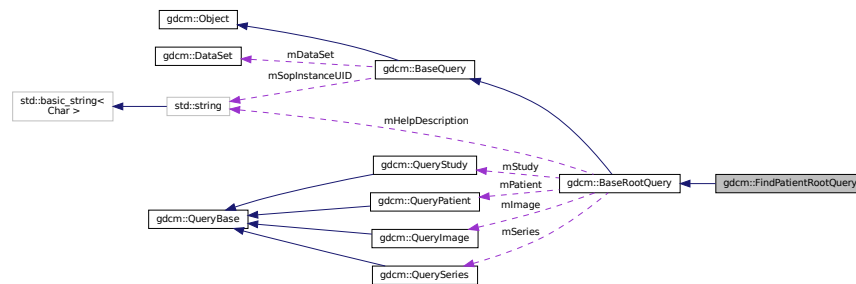 gdcm::Object
gdcm::DataSet
mDataSet
gdcm::BaseQuery
mSopInstanceUID
std::basic_string<
Char >
std::string
mHelpDescription
gdcm::QueryStudy
mStudy
gdcm::BaseRootQuery
gdcm::FindPatientRootQuery
mPatient
gdcm::QueryPatient
mImage
gdcm::QueryBase
gdcm::QueryImage
mSeries
gdcm::QuerySeries